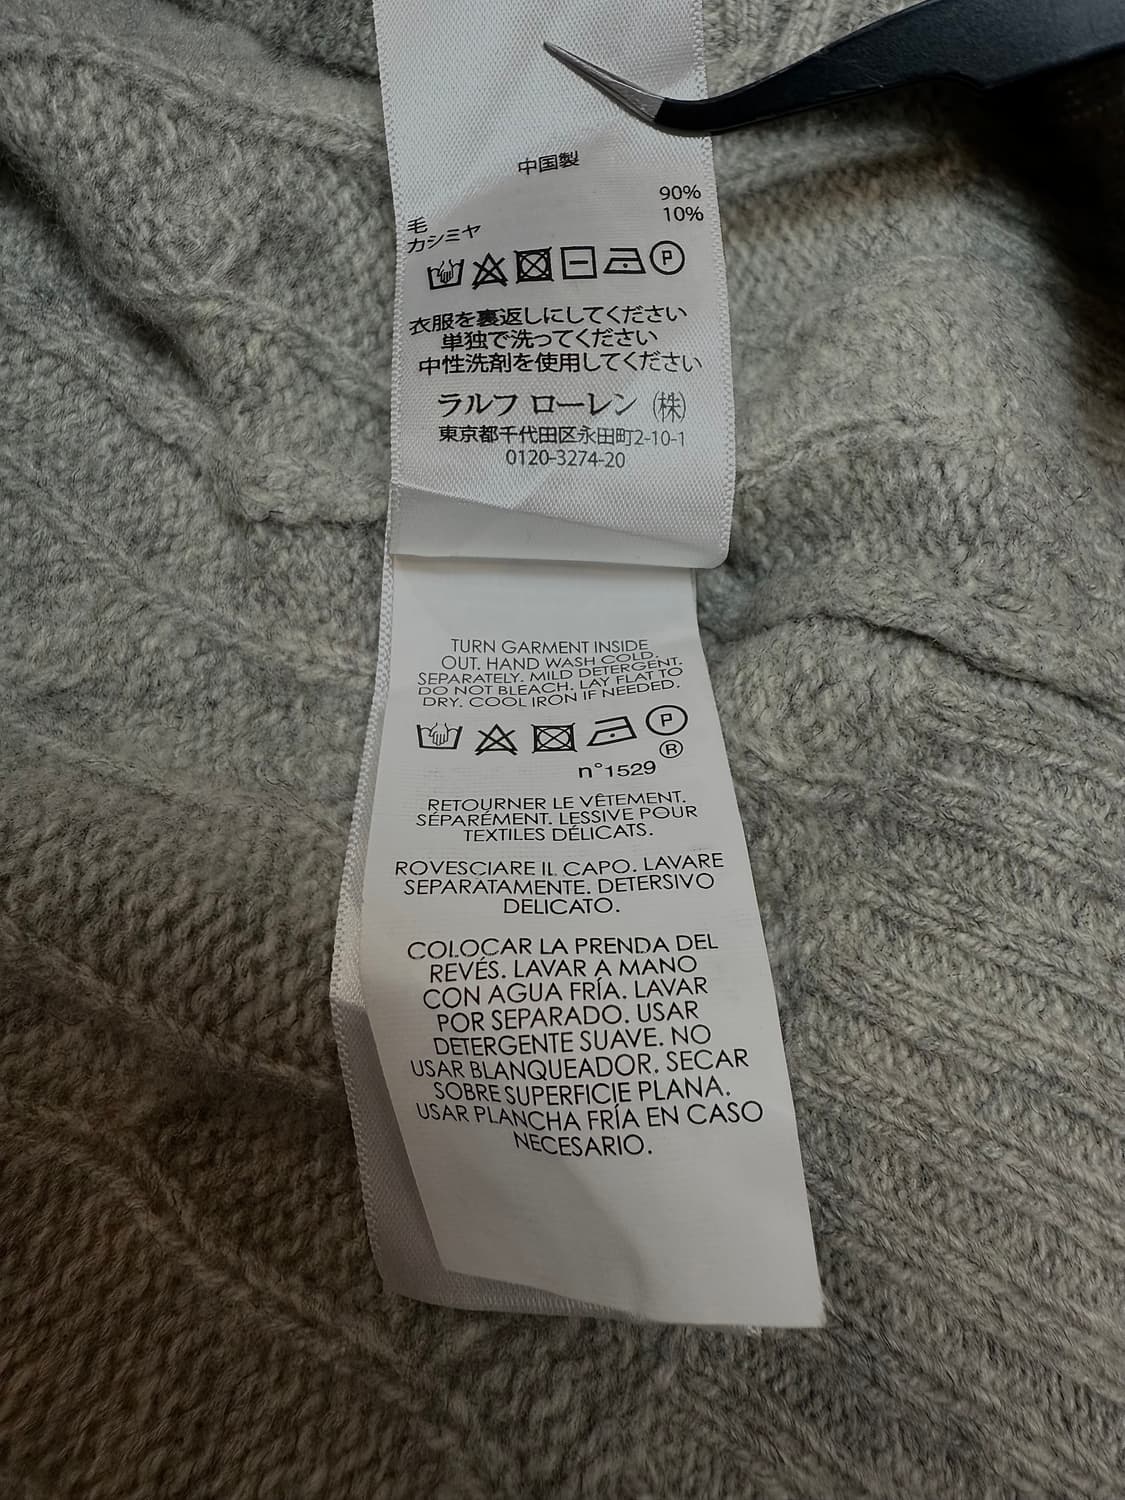 中国製
毛 90%
カシミヤ 10%
P
衣服を裏返しにしてください
単独で洗ってください
中性洗剤を使用してください
ラルフ ローレン (株)
東京都千代田区永田町2-10-1
0120-3274-20
TURN GARMENT INSIDE
OUT. HAND WASH COLD.
SEPARATELY. MILD DETERGENT.
DO NOT BLEACH. LAY FLAT TO
DRY. COOL IRON IF NEEDED.
P
®
n°1529
RETOURNER LE VÊTEMENT.
SÉPARÉMENT. LESSIVE POUR
TEXTILES DÉLICATS.
ROVESCIARE IL CAPO. LAVARE
SEPARATAMENTE. DETERSIVO
DELICATO.
COLOCAR LA PRENDA DEL
REVÉS. LAVAR A MANO
CON AGUA FRÍA. LAVAR
POR SEPARADO. USAR
DETERGENTE SUAVE. NO
USAR BLANQUEADOR. SECAR
SOBRE SUPERFICIE PLANA.
USAR PLANCHA FRÍA EN CASO
NECESARIO.